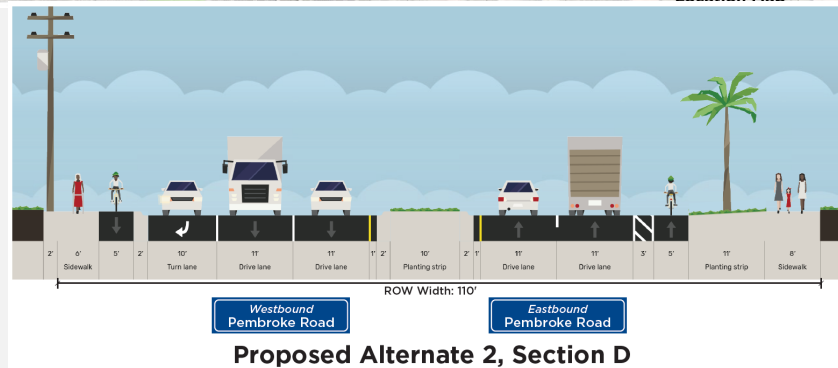 2' 6' 5' 2' 10' 11' 11' 1' 2' 10' 2' 1' 11' 11' 3' 5' 11' 8'
Sidewalk Turn lane Drive lane Drive lane Planting strip Drive lane Drive lane Planting strip Sidewalk
ROW Width: 110'
Westbound
Pembroke Road
Eastbound
Pembroke Road
Proposed Alternate 2, Section D